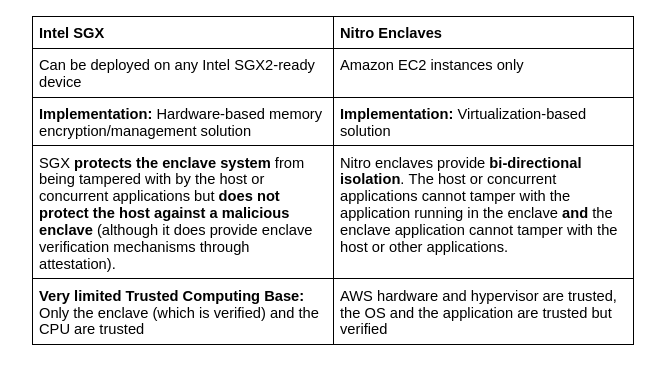 Intel SGX
Nitro Enclaves
Can be deployed on any Intel SGX2-ready
device
Amazon EC2 instances only
Implementation: Hardware-based memory
encryption/management solution
Implementation: Virtualization-based
solution
SGX protects the enclave system from
being tampered with by the host or
concurrent applications but does not
protect the host against a malicious
enclave (although it does provide enclave
verification mechanisms through
attestation).
Nitro enclaves provide bi-directional
isolation. The host or concurrent
applications cannot tamper with the
application running in the enclave and the
enclave application cannot tamper with the
host or other applications.
Very limited Trusted Computing Base:
Only the enclave (which is verified) and the
CPU are trusted
AWS hardware and hypervisor are trusted,
the OS and the application are trusted but
verified